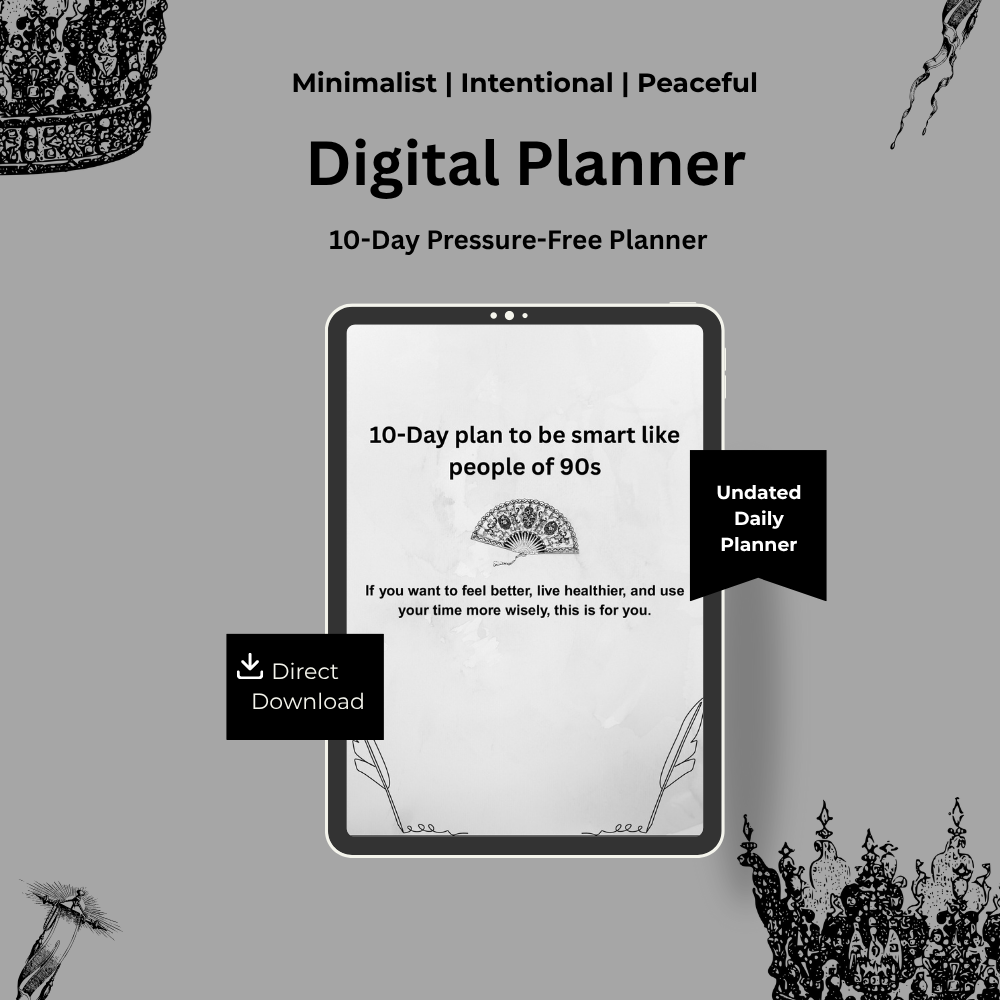 Minimalist | Intentional | Peaceful
Digital Planner
10-Day Pressure-Free Planner
10-Day plan to be smart like
people of 90s
If you want to feel better, live healthier, and use
your time more wisely, this is for you.
Undated
Daily
Planner
Direct
Download